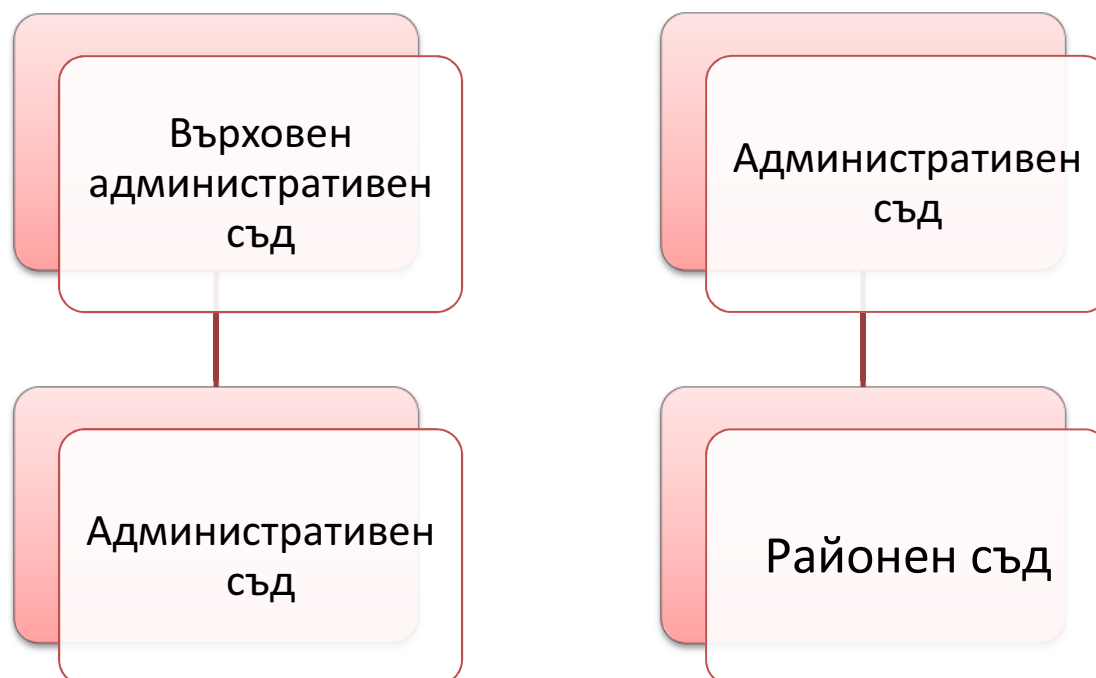 Върховен
административен
съд
Административен
съд
Административен
съд
Районен съд